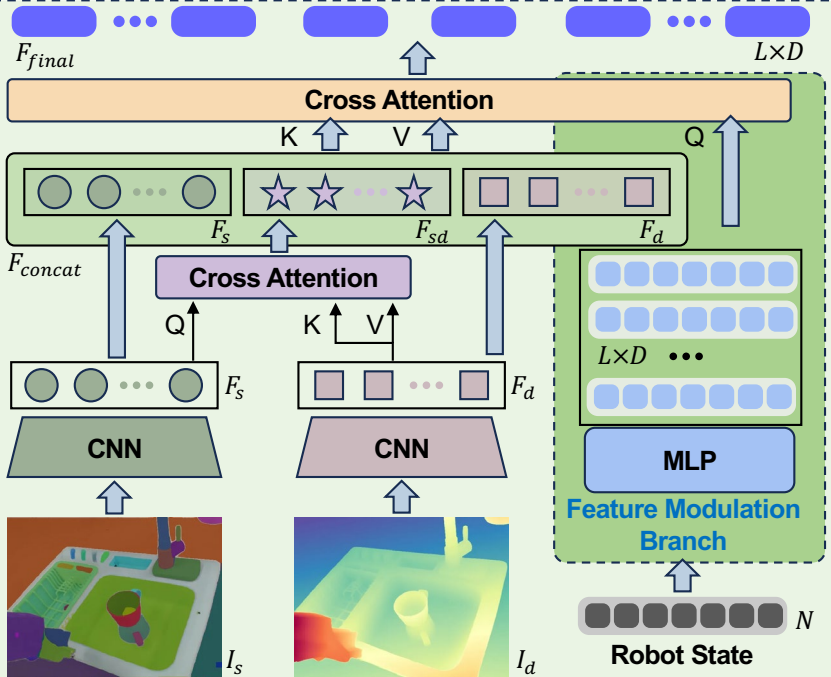 F_final
L×D
Cross Attention
K
V
Q
F_s
F_sd
F_d
F_concat
Cross Attention
Q
K
V
L×D
F_s
F_d
CNN
CNN
MLP
Feature Modulation
Branch
N
I_s
I_d
Robot State